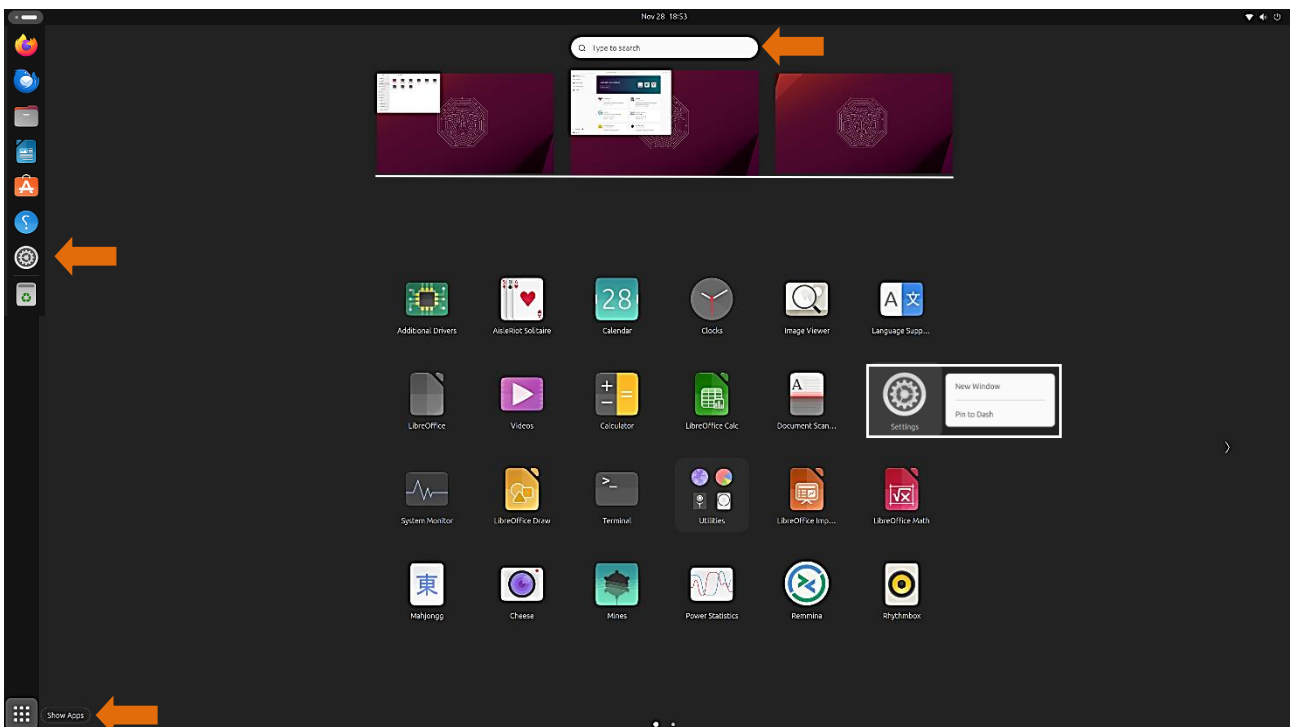 Nov 28 18:53
Type to search
28
Additional Drivers
AisleRiot Solitaire
Calendar
Clocks
Image Viewer
Language Supp...
A 文
LibreOffice
Videos
Calculator
LibreOffice Calc
Document Scan...
A
Settings
New Window
Pin to Dash
>_
System Monitor
LibreOffice Draw
Terminal
Utilities
LibreOffice Imp...
LibreOffice Math
東
Mahjongg
Cheese
Mines
Power Statistics
Remmina
Rhythmbox
Show Apps